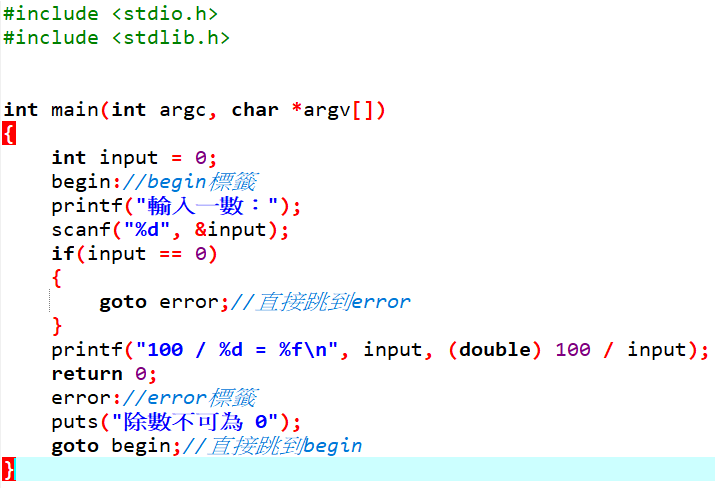 #include <stdio.h>
#include <stdlib.h>
int main(int argc, char *argv[])
{
int input = 0;
begin://begin標籤
printf("輸入一數：");
scanf("%d", &input);
if(input == 0)
{
goto error;//直接跳到error
}
printf("100 / %d = %f\n", input, (double) 100 / input);
return 0;
error://error標籤
puts("除數不可為 0");
goto begin;//直接跳到begin
}